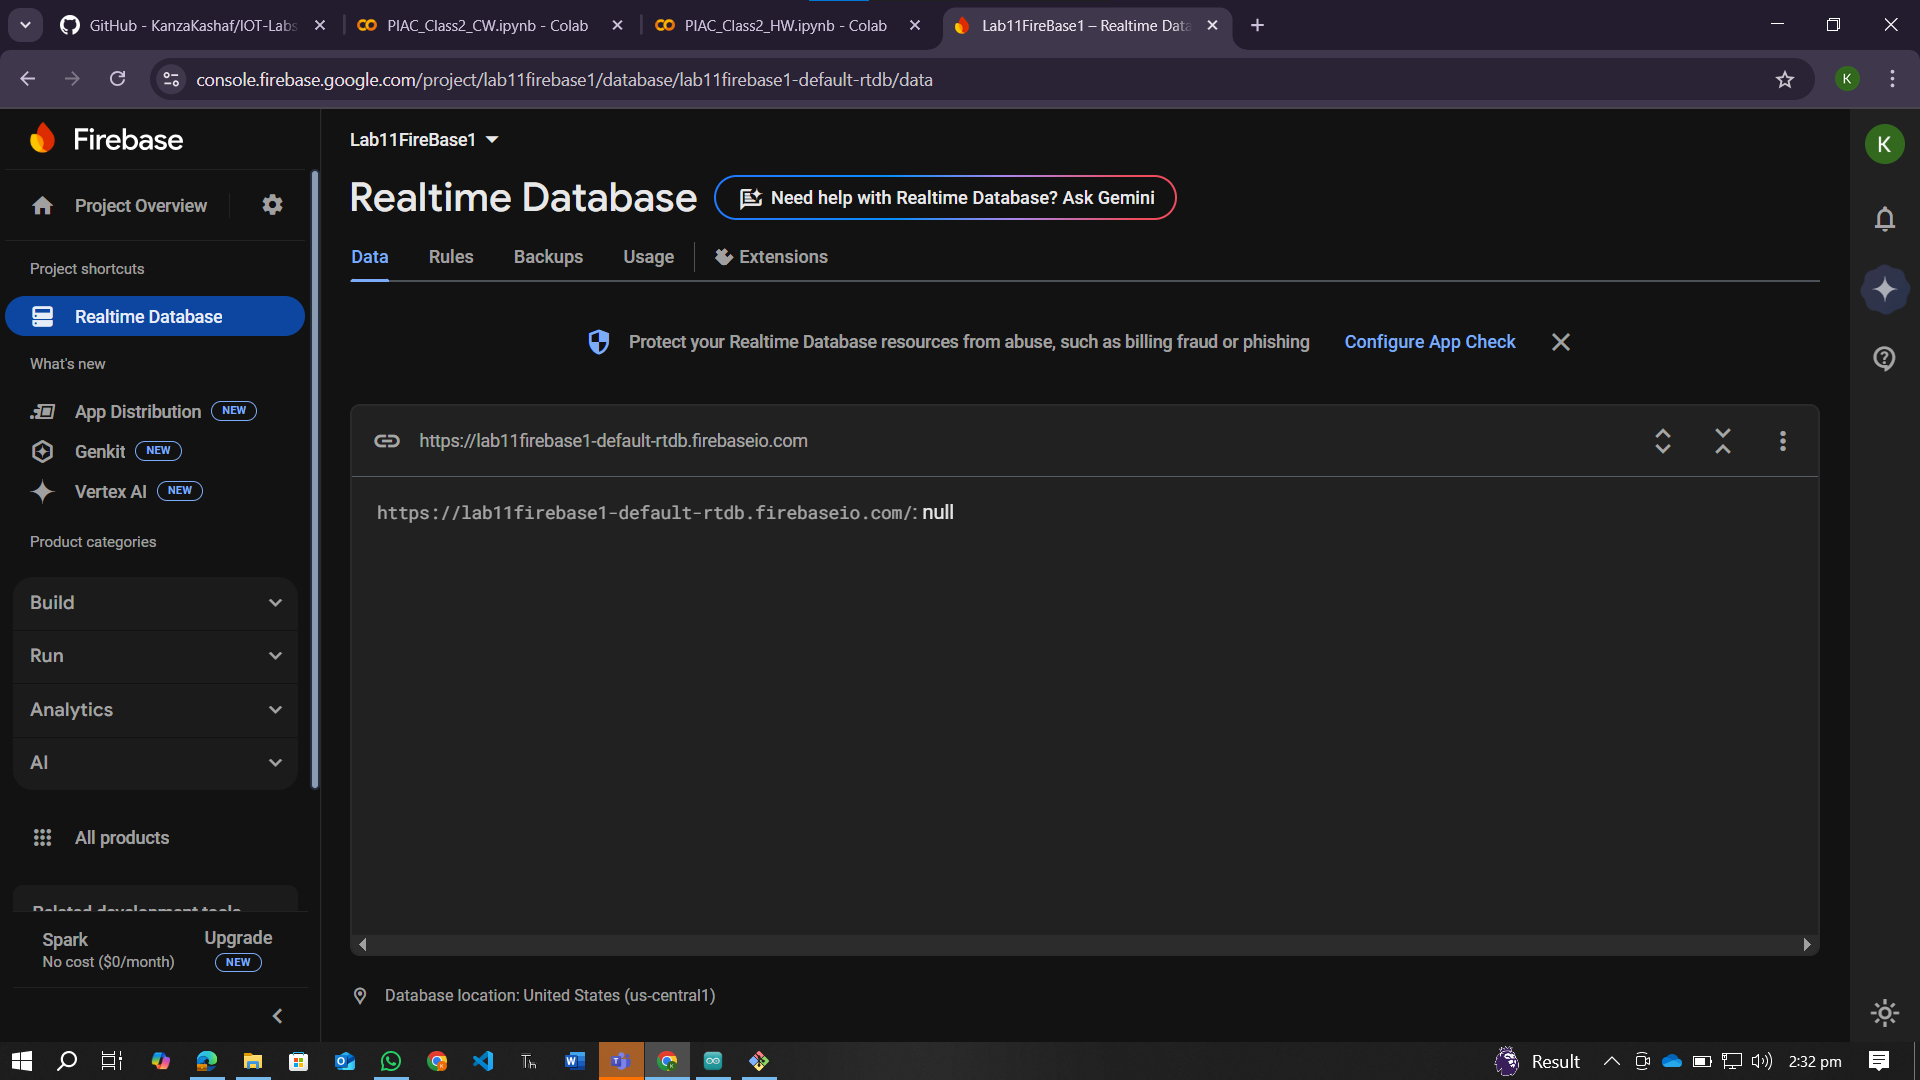 GitHub - KanzaKashaf/IOT-Labs
PIAC_Class2_CW.ipynb - Colab
PIAC_Class2_HW.ipynb - Colab
Lab11FireBase1 – Realtime Data
console.firebase.google.com/project/lab11firebase1/database/lab11firebase1-default-rtdb/data
K
Firebase
Project Overview
Project shortcuts
Realtime Database
What's new
App Distribution NEW
Genkit NEW
Vertex AI NEW
Product categories
Build
Run
Analytics
AI
All products
Related development tools
Spark
No cost ($0/month)
Upgrade
NEW
Lab11FireBase1
Realtime Database
Need help with Realtime Database? Ask Gemini
Data Rules Backups Usage Extensions
Protect your Realtime Database resources from abuse, such as billing fraud or phishing Configure App Check
https://lab11firebase1-default-rtdb.firebaseio.com
https://lab11firebase1-default-rtdb.firebaseio.com/: null
Database location: United States (us-central1)
K
Result
2:32 pm